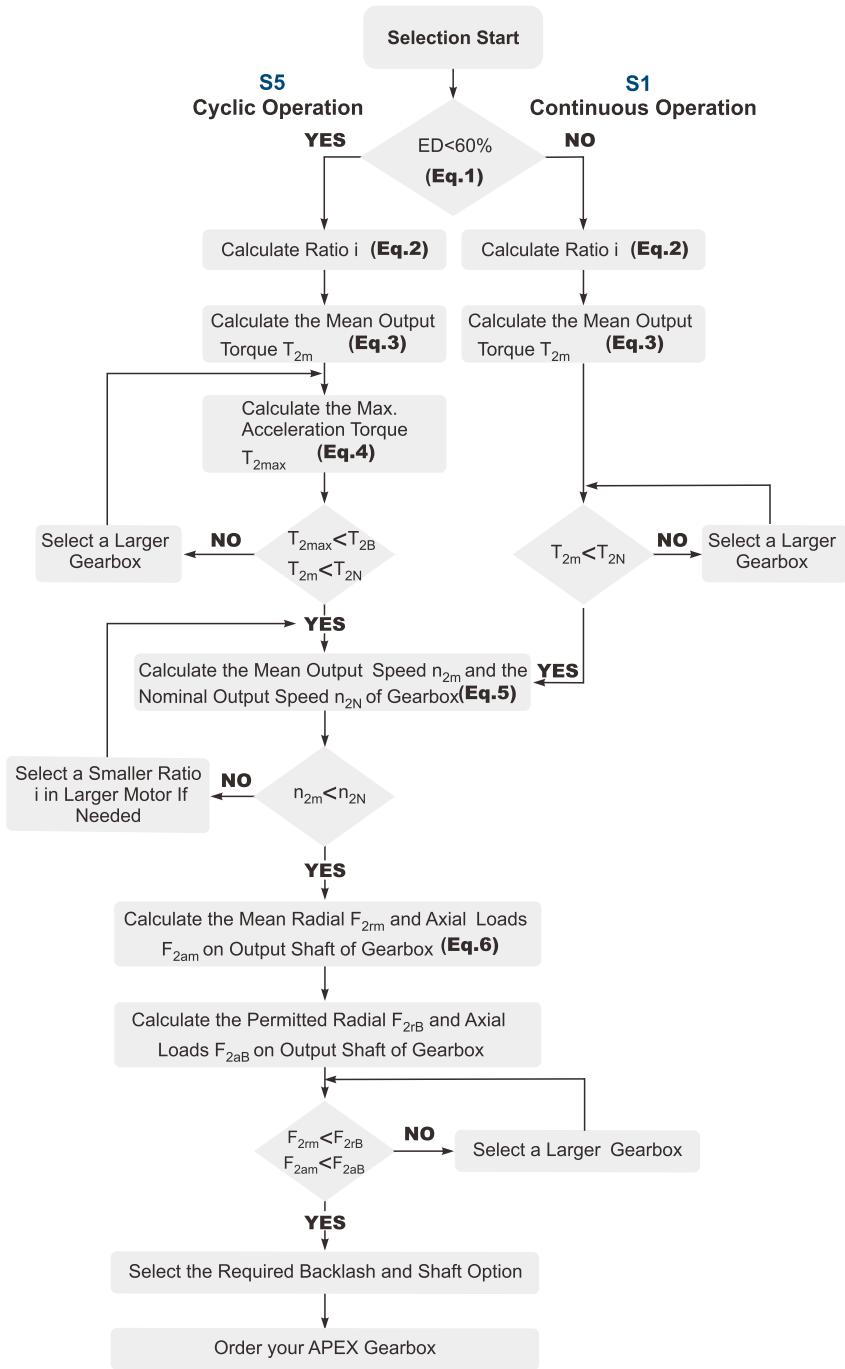 Selection Start
S5
Cyclic Operation
S1
Continuous Operation
YES
ED<60%
(Eq.1)
NO
Calculate Ratio i (Eq.2)
Calculate Ratio i (Eq.2)
Calculate the Mean Output
Torque T2m (Eq.3)
Calculate the Mean Output
Torque T2m (Eq.3)
Calculate the Max.
Acceleration Torque
T2max (Eq.4)
Select a Larger
Gearbox
NO
T2max<T2B
T2m<T2N
T2m<T2N
NO
Select a Larger
Gearbox
YES
Calculate the Mean Output Speed n2m and the
Nominal Output Speed n2N of Gearbox(Eq.5)
YES
Select a Smaller Ratio
i in Larger Motor If
Needed
NO
n2m<n2N
YES
Calculate the Mean Radial F2rm and Axial Loads
F2am on Output Shaft of Gearbox (Eq.6)
Calculate the Permitted Radial F2rB and Axial
Loads F2aB on Output Shaft of Gearbox
F2rm<F2rB
F2am<F2aB
NO
Select a Larger Gearbox
YES
Select the Required Backlash and Shaft Option
Order your APEX Gearbox